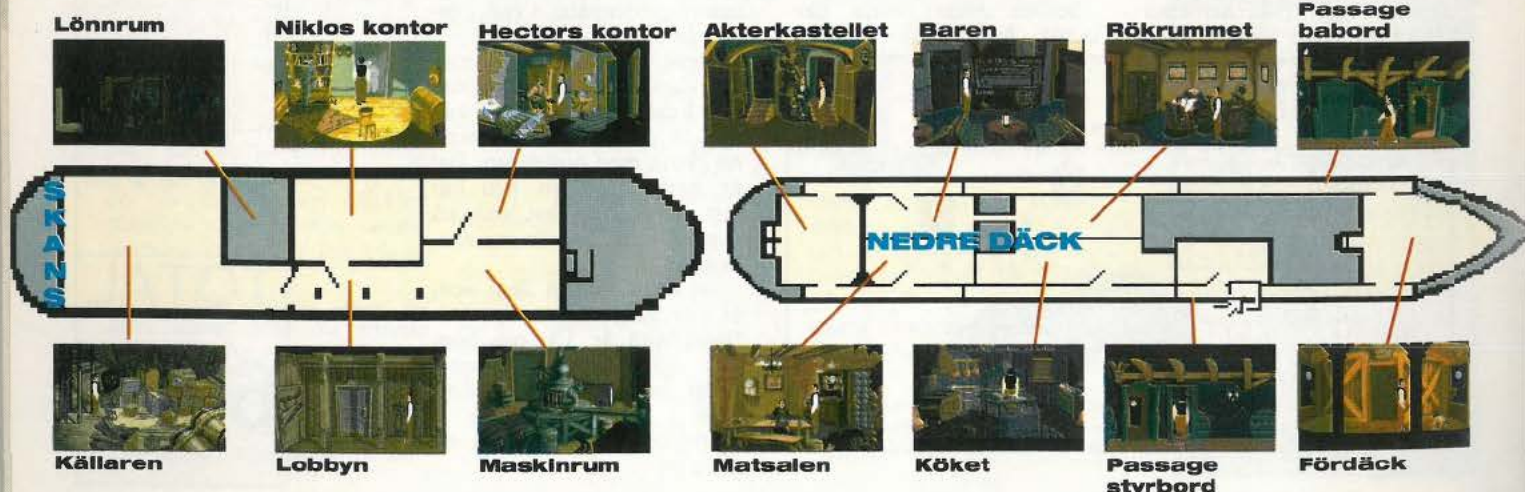 Lönnrum
Niklos kontor
Hectors kontor
Akterkastellet
Baren
Rökrummet
Passage
babord
SKANS
NEDRE DÄCK
Källaren
Lobbyn
Maskinrum
Matsalen
Köket
Passage
styrbord
Fördäck